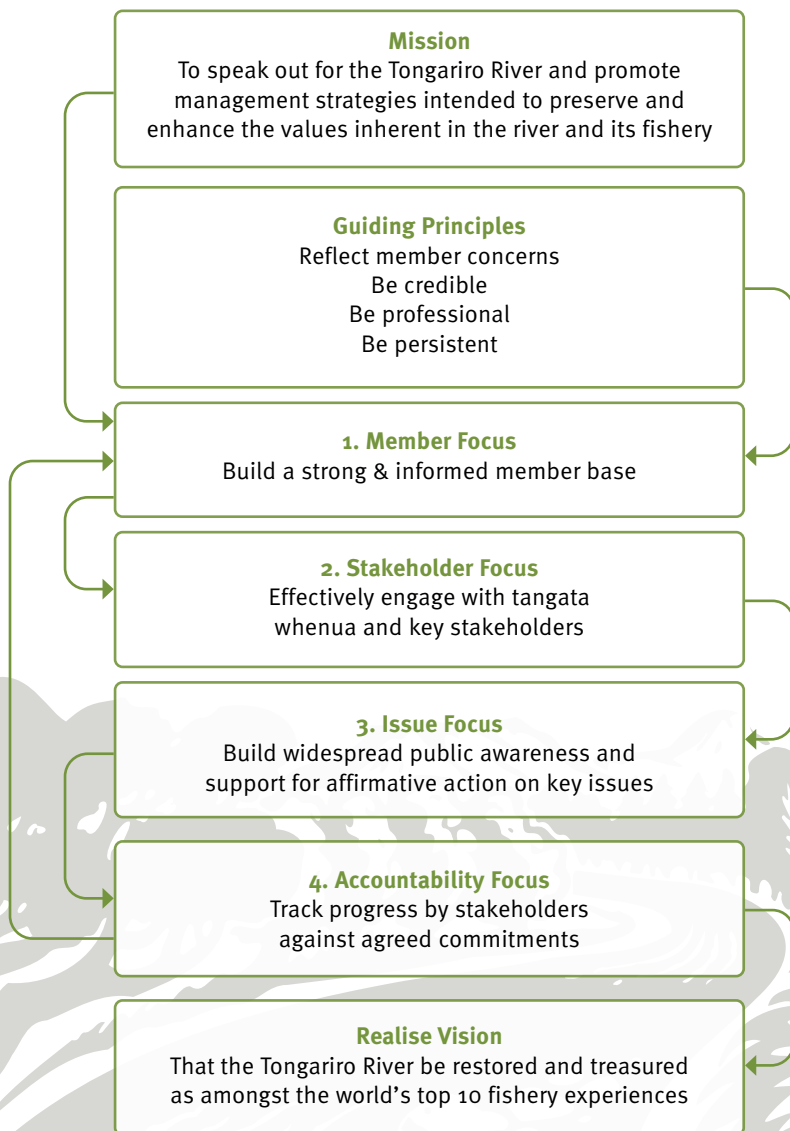 Mission
To speak out for the Tongariro River and promote
management strategies intended to preserve and
enhance the values inherent in the river and its fishery
Guiding Principles
Reflect member concerns
Be credible
Be professional
Be persistent
1. Member Focus
Build a strong & informed member base
2. Stakeholder Focus
Effectively engage with tangata
whenua and key stakeholders
3. Issue Focus
Build widespread public awareness and
support for affirmative action on key issues
4. Accountability Focus
Track progress by stakeholders
against agreed commitments
Realise Vision
That the Tongariro River be restored and treasured
as amongst the world’s top 10 fishery experiences